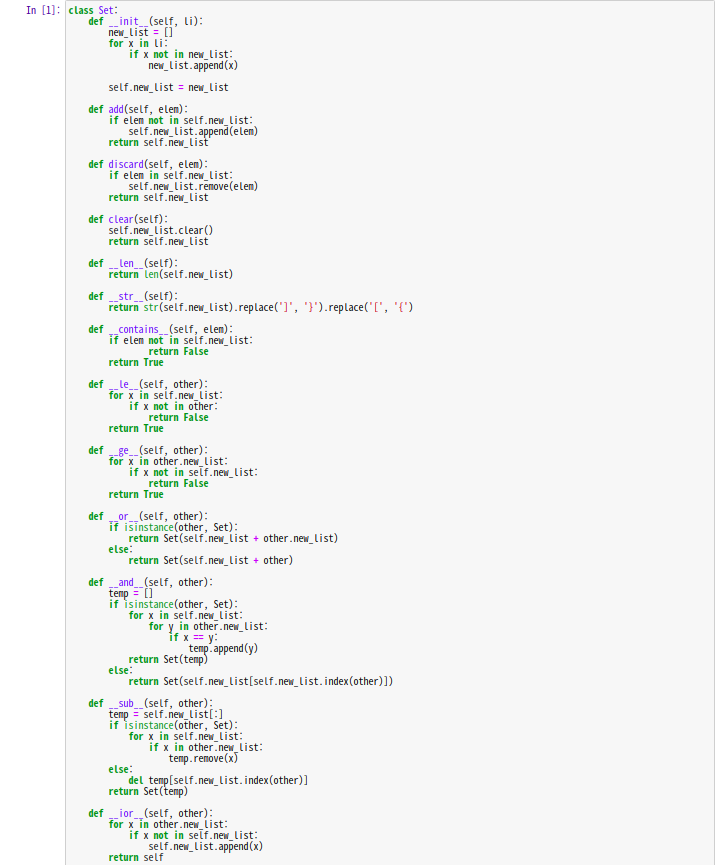 In [1]: class Set:
    def __init__(self, li):
        new_list = []
        for x in li:
            if x not in new_list:
                new_list.append(x)

        self.new_list = new_list

    def add(self, elem):
        if elem not in self.new_list:
            self.new_list.append(elem)
        return self.new_list

    def discard(self, elem):
        if elem in self.new_list:
            self.new_list.remove(elem)
        return self.new_list

    def clear(self):
        self.new_list.clear()
        return self.new_list

    def __len__(self):
        return len(self.new_list)

    def __str__(self):
        return str(self.new_list).replace(']', '}').replace('[', '{')

    def __contains__(self, elem):
        if elem not in self.new_list:
                return False
        return True

    def __le__(self, other):
        for x in self.new_list:
            if x not in other:
                return False
        return True

    def __ge__(self, other):
        for x in other.new_list:
            if x not in self.new_list:
                return False
        return True

    def __or__(self, other):
        if isinstance(other, Set):
            return Set(self.new_list + other.new_list)
        else:
            return Set(self.new_list + other)

    def __and__(self, other):
        temp = []
        if isinstance(other, Set):
            for x in self.new_list:
                for y in other.new_list:
                    if x == y:
                        temp.append(y)
            return Set(temp)
        else:
            return Set(self.new_list[self.new_list.index(other)])

    def __sub__(self, other):
        temp = self.new_list[:]
        if isinstance(other, Set):
            for x in self.new_list:
                if x in other.new_list:
                    temp.remove(x)
        else:
            del temp[self.new_list.index(other)]
        return Set(temp)

    def __ior__(self, other):
        for x in other.new_list:
            if x not in self.new_list:
                self.new_list.append(x)
        return self